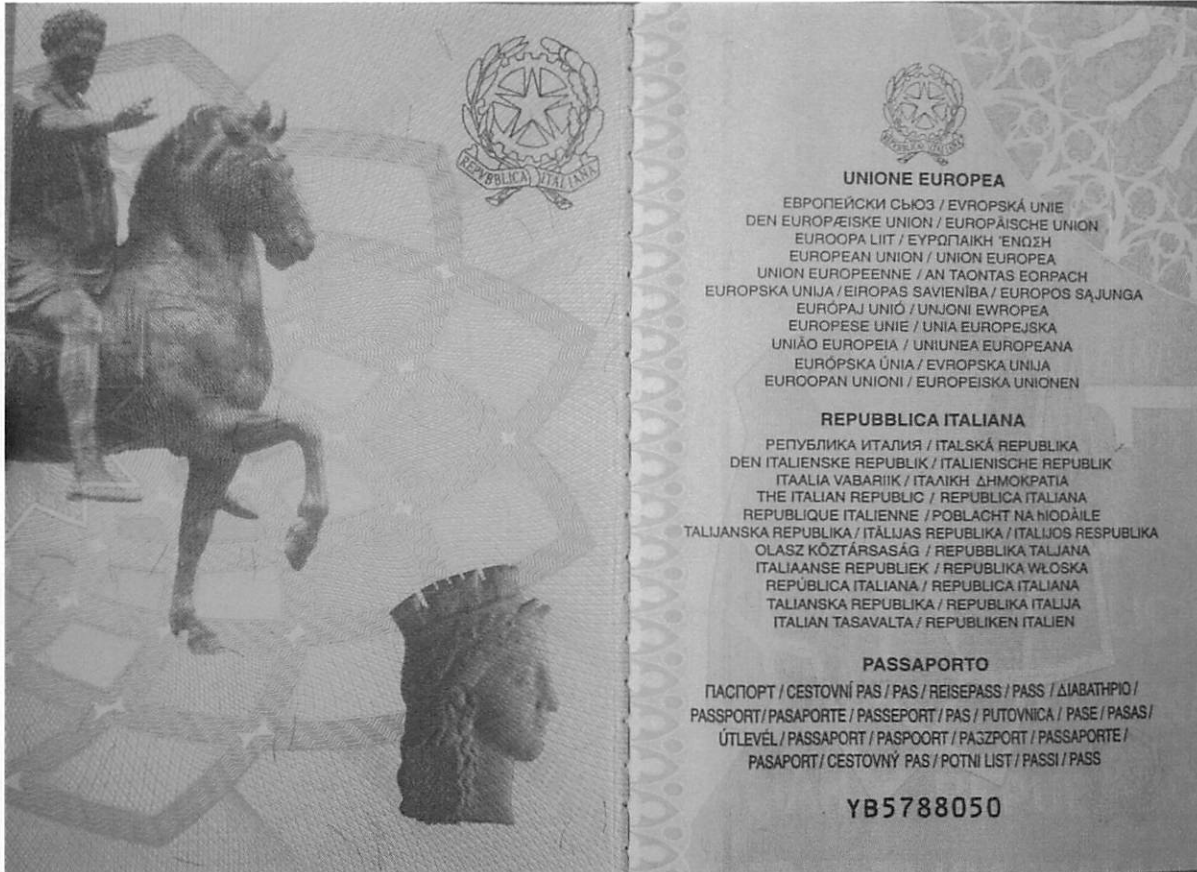 REPVBBLICA ITALIANA
REPVBBLICA ITALIANA
UNIONE EUROPEA
ЕВРОПЕЙСКИ СЪЮЗ / EVROPSKÁ UNIE
DEN EUROPÆISKE UNION / EUROPÄISCHE UNION
EUROOPA LIIT / ΕΥΡΩΠΑΙΚΗ ΈΝΩΣΗ
EUROPEAN UNION / UNION EUROPEA
UNION EUROPEENNE / AN TAONTAS EORPACH
EUROPSKA UNIJA / EIROPAS SAVIENĪBA / EUROPOS SĄJUNGA
EURÓPAJ UNIÓ / UNJONI EWROPEA
EUROPESE UNIE / UNIA EUROPEJSKA
UNIÃO EUROPEIA / UNIUNEA EUROPEANA
EURÓPSKA ÚNIA / EVROPSKA UNIJA
EUROOPAN UNIONI / EUROPEISKA UNIONEN
REPUBBLICA ITALIANA
РЕПУБЛИКА ИТАЛИЯ / ITALSKÁ REPUBLIKA
DEN ITALIENSKE REPUBLIK / ITALIENISCHE REPUBLIK
ITAALIA VABARIIK / ΙΤΑΛΙΚΗ ΔΗΜΟΚΡΑΤΙΑ
THE ITALIAN REPUBLIC / REPUBLICA ITALIANA
REPUBLIQUE ITALIENNE / POBLACHT NA hIODÀILE
TALIJANSKA REPUBLIKA / ITĀLIJAS REPUBLIKA / ITALIJOS RESPUBLIKA
OLASZ KÖZTÁRSASÁG / REPUBBLIKA TALJANA
ITALIAANSE REPUBLIEK / REPUBLIKA WŁOSKA
REPÚBLICA ITALIANA / REPUBLICA ITALIANA
TALIANSKA REPUBLIKA / REPUBLIKA ITALIJA
ITALIAN TASAVALTA / REPUBLIKEN ITALIEN
PASSAPORTO
ПАСПОРТ / CESTOVNÍ PAS / PAS / REISEPASS / PASS / ΔΙΑΒΑΤΗΡΙΟ /
PASSPORT / PASAPORTE / PASSEPORT / PAS / PUTOVNICA / PASE / PASAS /
ÚTLEVÉL / PASSAPORT / PASPOORT / PASZPORT / PASSAPORTE /
PASAPORT / CESTOVNÝ PAS / POTNI LIST / PASSI / PASS
YB5788050